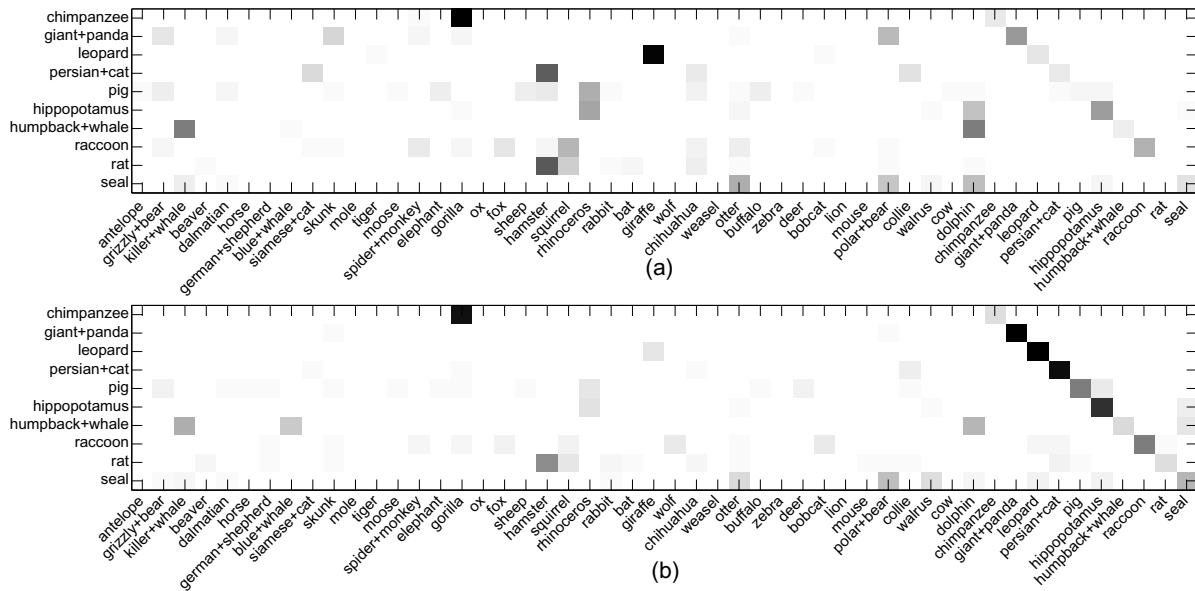 chimpanzee
giant+panda
leopard
persian+cat
pig
hippopotamus
humpback+whale
raccoon
rat
seal
antelope
grizzly+bear
killer+whale
beaver
dalmatian
horse
german+shepherd
blue+whale
siamese+cat
skunk
mole
tiger
moose
spider+monkey
elephant
gorilla
ox
fox
sheep
hamster
squirrel
rhinoceros
rabbit
bat
giraffe
wolf
chihuahua
weasel
otter
buffalo
zebra
deer
bobcat
lion
mouse
polar+bear
collie
walrus
cow
dolphin
chimpanzee
giant+panda
leopard
persian+cat
pig
hippopotamus
humpback+whale
raccoon
rat
seal
(a)
chimpanzee
giant+panda
leopard
persian+cat
pig
hippopotamus
humpback+whale
raccoon
rat
seal
antelope
grizzly+bear
killer+whale
beaver
dalmatian
horse
german+shepherd
blue+whale
siamese+cat
skunk
mole
tiger
moose
spider+monkey
elephant
gorilla
ox
fox
sheep
hamster
squirrel
rhinoceros
rabbit
bat
giraffe
wolf
chihuahua
weasel
otter
buffalo
zebra
deer
bobcat
lion
mouse
polar+bear
collie
walrus
cow
dolphin
chimpanzee
giant+panda
leopard
persian+cat
pig
hippopotamus
humpback+whale
raccoon
rat
seal
(b)